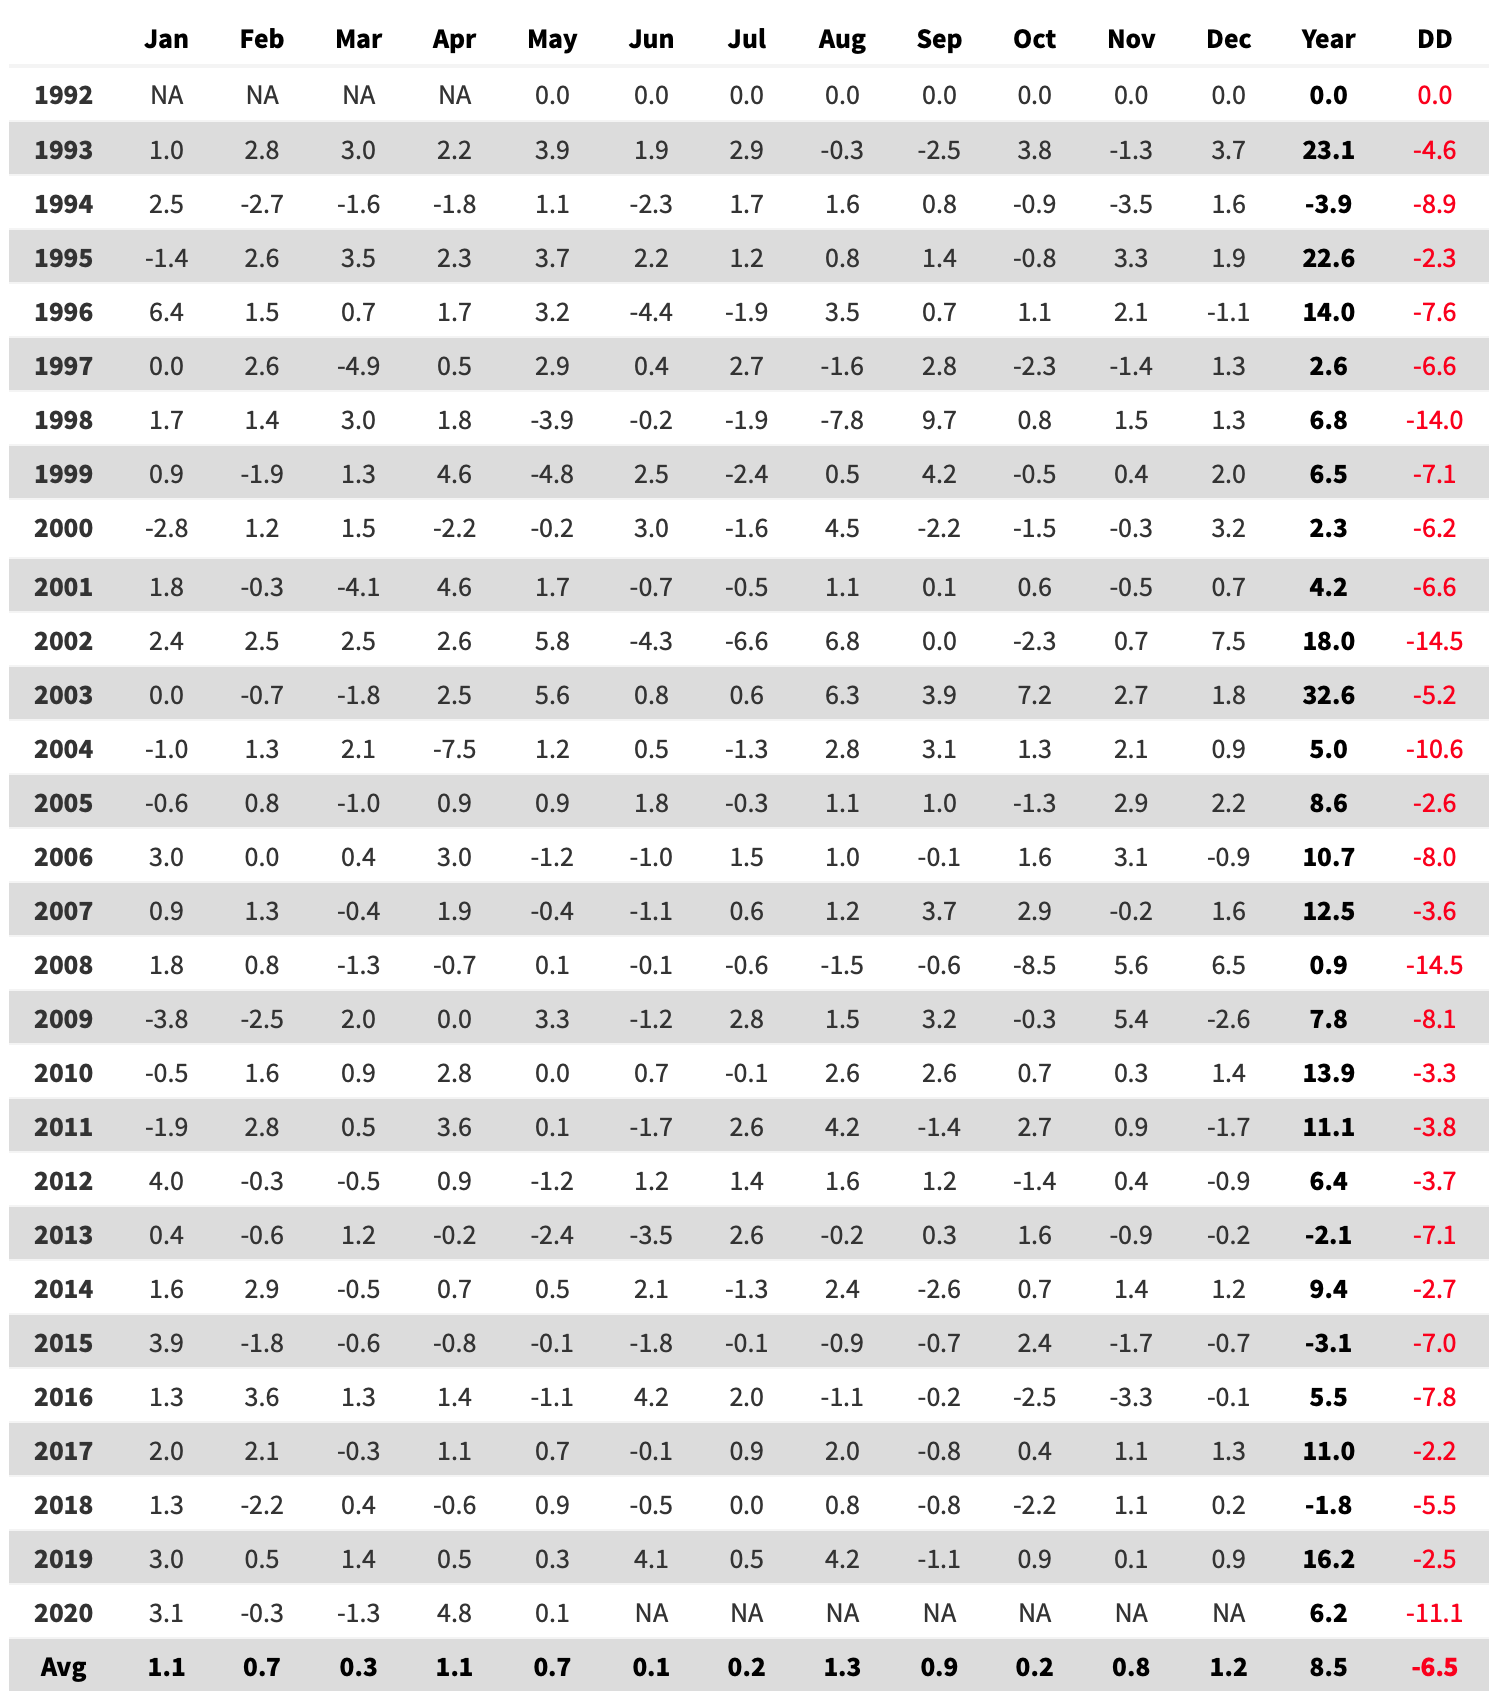 Jan Feb Mar Apr May Jun Jul Aug Sep Oct Nov Dec Year DD
1992 NA NA NA NA 0.0 0.0 0.0 0.0 0.0 0.0 0.0 0.0 0.0 0.0
1993 1.0 2.8 3.0 2.2 3.9 1.9 2.9 -0.3 -2.5 3.8 -1.3 3.7 23.1 -4.6
1994 2.5 -2.7 -1.6 -1.8 1.1 -2.3 1.7 1.6 0.8 -0.9 -3.5 1.6 -3.9 -8.9
1995 -1.4 2.6 3.5 2.3 3.7 2.2 1.2 0.8 1.4 -0.8 3.3 1.9 22.6 -2.3
1996 6.4 1.5 0.7 1.7 3.2 -4.4 -1.9 3.5 0.7 1.1 2.1 -1.1 14.0 -7.6
1997 0.0 2.6 -4.9 0.5 2.9 0.4 2.7 -1.6 2.8 -2.3 -1.4 1.3 2.6 -6.6
1998 1.7 1.4 3.0 1.8 -3.9 -0.2 -1.9 -7.8 9.7 0.8 1.5 1.3 6.8 -14.0
1999 0.9 -1.9 1.3 4.6 -4.8 2.5 -2.4 0.5 4.2 -0.5 0.4 2.0 6.5 -7.1
2000 -2.8 1.2 1.5 -2.2 -0.2 3.0 -1.6 4.5 -2.2 -1.5 -0.3 3.2 2.3 -6.2
2001 1.8 -0.3 -4.1 4.6 1.7 -0.7 -0.5 1.1 0.1 0.6 -0.5 0.7 4.2 -6.6
2002 2.4 2.5 2.5 2.6 5.8 -4.3 -6.6 6.8 0.0 -2.3 0.7 7.5 18.0 -14.5
2003 0.0 -0.7 -1.8 2.5 5.6 0.8 0.6 6.3 3.9 7.2 2.7 1.8 32.6 -5.2
2004 -1.0 1.3 2.1 -7.5 1.2 0.5 -1.3 2.8 3.1 1.3 2.1 0.9 5.0 -10.6
2005 -0.6 0.8 -1.0 0.9 0.9 1.8 -0.3 1.1 1.0 -1.3 2.9 2.2 8.6 -2.6
2006 3.0 0.0 0.4 3.0 -1.2 -1.0 1.5 1.0 -0.1 1.6 3.1 -0.9 10.7 -8.0
2007 0.9 1.3 -0.4 1.9 -0.4 -1.1 0.6 1.2 3.7 2.9 -0.2 1.6 12.5 -3.6
2008 1.8 0.8 -1.3 -0.7 0.1 -0.1 -0.6 -1.5 -0.6 -8.5 5.6 6.5 0.9 -14.5
2009 -3.8 -2.5 2.0 0.0 3.3 -1.2 2.8 1.5 3.2 -0.3 5.4 -2.6 7.8 -8.1
2010 -0.5 1.6 0.9 2.8 0.0 0.7 -0.1 2.6 2.6 0.7 0.3 1.4 13.9 -3.3
2011 -1.9 2.8 0.5 3.6 0.1 -1.7 2.6 4.2 -1.4 2.7 0.9 -1.7 11.1 -3.8
2012 4.0 -0.3 -0.5 0.9 -1.2 1.2 1.4 1.6 1.2 -1.4 0.4 -0.9 6.4 -3.7
2013 0.4 -0.6 1.2 -0.2 -2.4 -3.5 2.6 -0.2 0.3 1.6 -0.9 -0.2 -2.1 -7.1
2014 1.6 2.9 -0.5 0.7 0.5 2.1 -1.3 2.4 -2.6 0.7 1.4 1.2 9.4 -2.7
2015 3.9 -1.8 -0.6 -0.8 -0.1 -1.8 -0.1 -0.9 -0.7 2.4 -1.7 -0.7 -3.1 -7.0
2016 1.3 3.6 1.3 1.4 -1.1 4.2 2.0 -1.1 -0.2 -2.5 -3.3 -0.1 5.5 -7.8
2017 2.0 2.1 -0.3 1.1 0.7 -0.1 0.9 2.0 -0.8 0.4 1.1 1.3 11.0 -2.2
2018 1.3 -2.2 0.4 -0.6 0.9 -0.5 0.0 0.8 -0.8 -2.2 1.1 0.2 -1.8 -5.5
2019 3.0 0.5 1.4 0.5 0.3 4.1 0.5 4.2 -1.1 0.9 0.1 0.9 16.2 -2.5
2020 3.1 -0.3 -1.3 4.8 0.1 NA NA NA NA NA NA NA 6.2 -11.1
Avg 1.1 0.7 0.3 1.1 0.7 0.1 0.2 1.3 0.9 0.2 0.8 1.2 8.5 -6.5